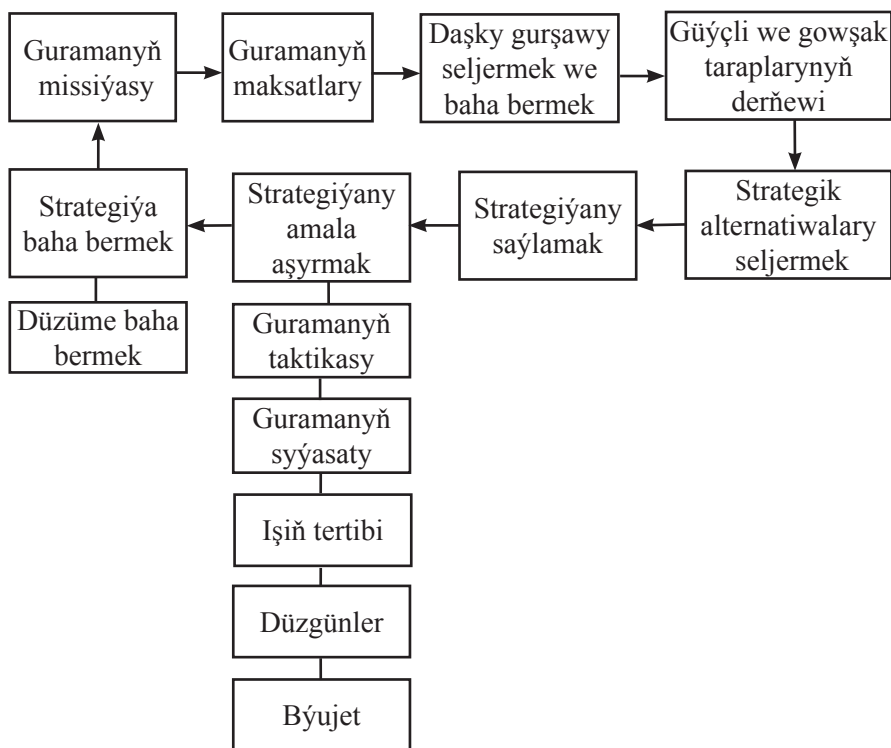 Guramanyň
missiýasy
Guramanyň
maksatlary
Daşky gurşawy
seljermek we
baha bermek
Güýçli we gowşak
taraplarynyň
derňewi
Strategiýa
baha bermek
Strategiýany
amala
aşyrmak
Strategiýany
saýlamak
Strategik
alternatiwalary
seljermek
Düzüme baha
bermek
Guramanyň
taktikasy
Guramanyň
syýasaty
Işiň tertibi
Düzgünler
Býujet